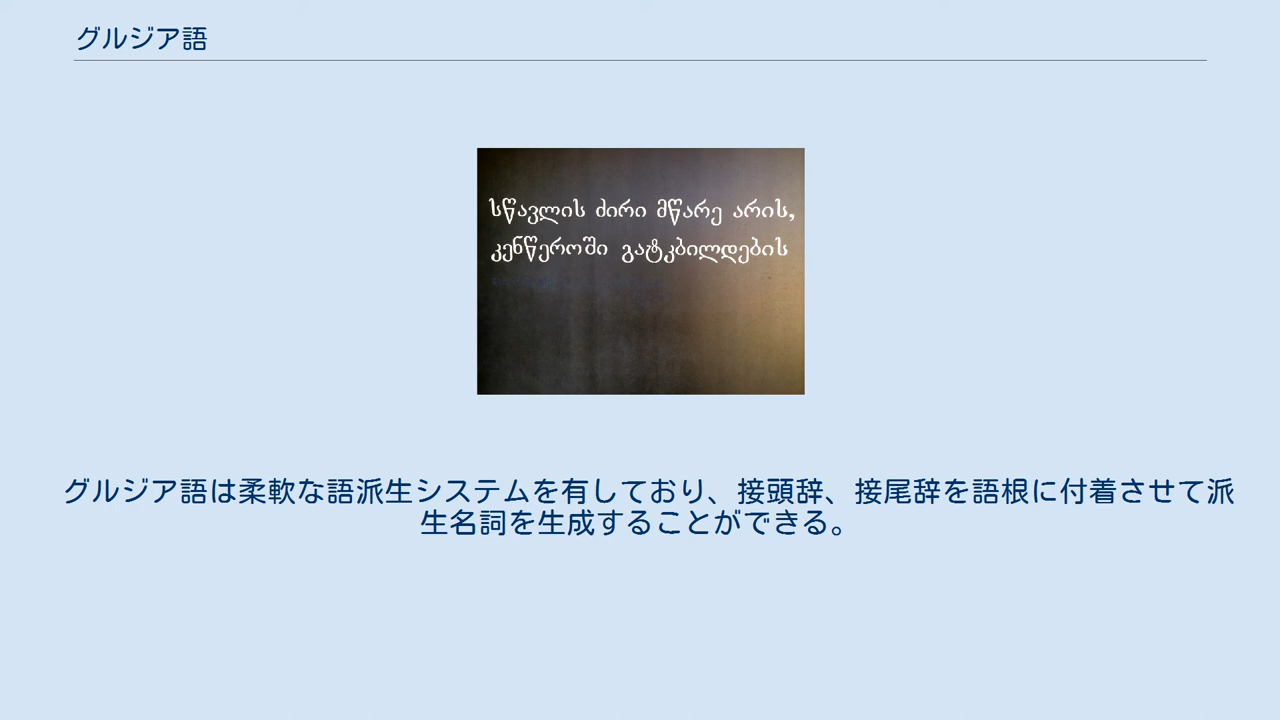 グルジア語
სწავლის ძირი მწარე არის,
კენწეროში გატკბილდების
グルジア語は柔軟な語派生システムを有しており、接頭辞、接尾辞を語根に付着させて派
生名詞を生成することができる。